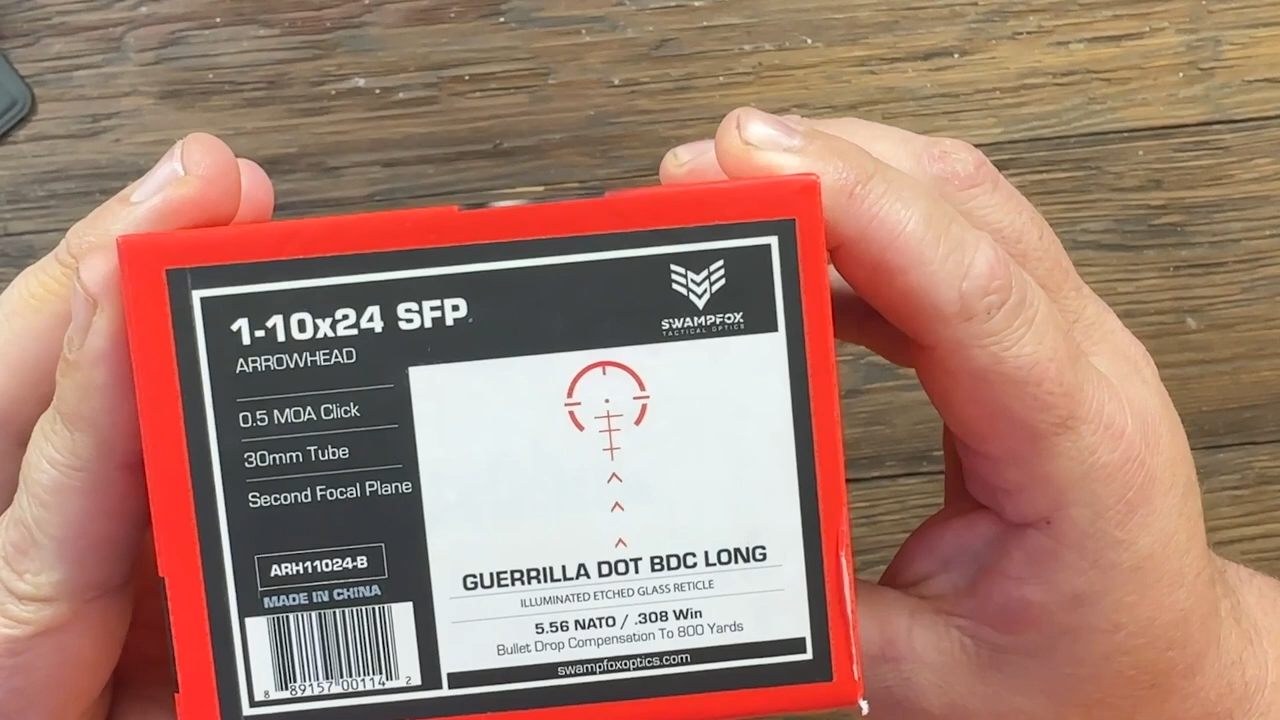 1-10x24 SFP
ARROWHEAD
SWAMPFOX
TACTICAL OPTICS
0.5 MOA Click
30mm Tube
Second Focal Plane
ARH11024-B
MADE IN CHINA
8 89157 00114 2
GUERRILLA DOT BDC LONG
ILLUMINATED ETCHED GLASS RETICLE
5.56 NATO / .308 Win
Bullet Drop Compensation To 800 Yards
swampfoxoptics.com